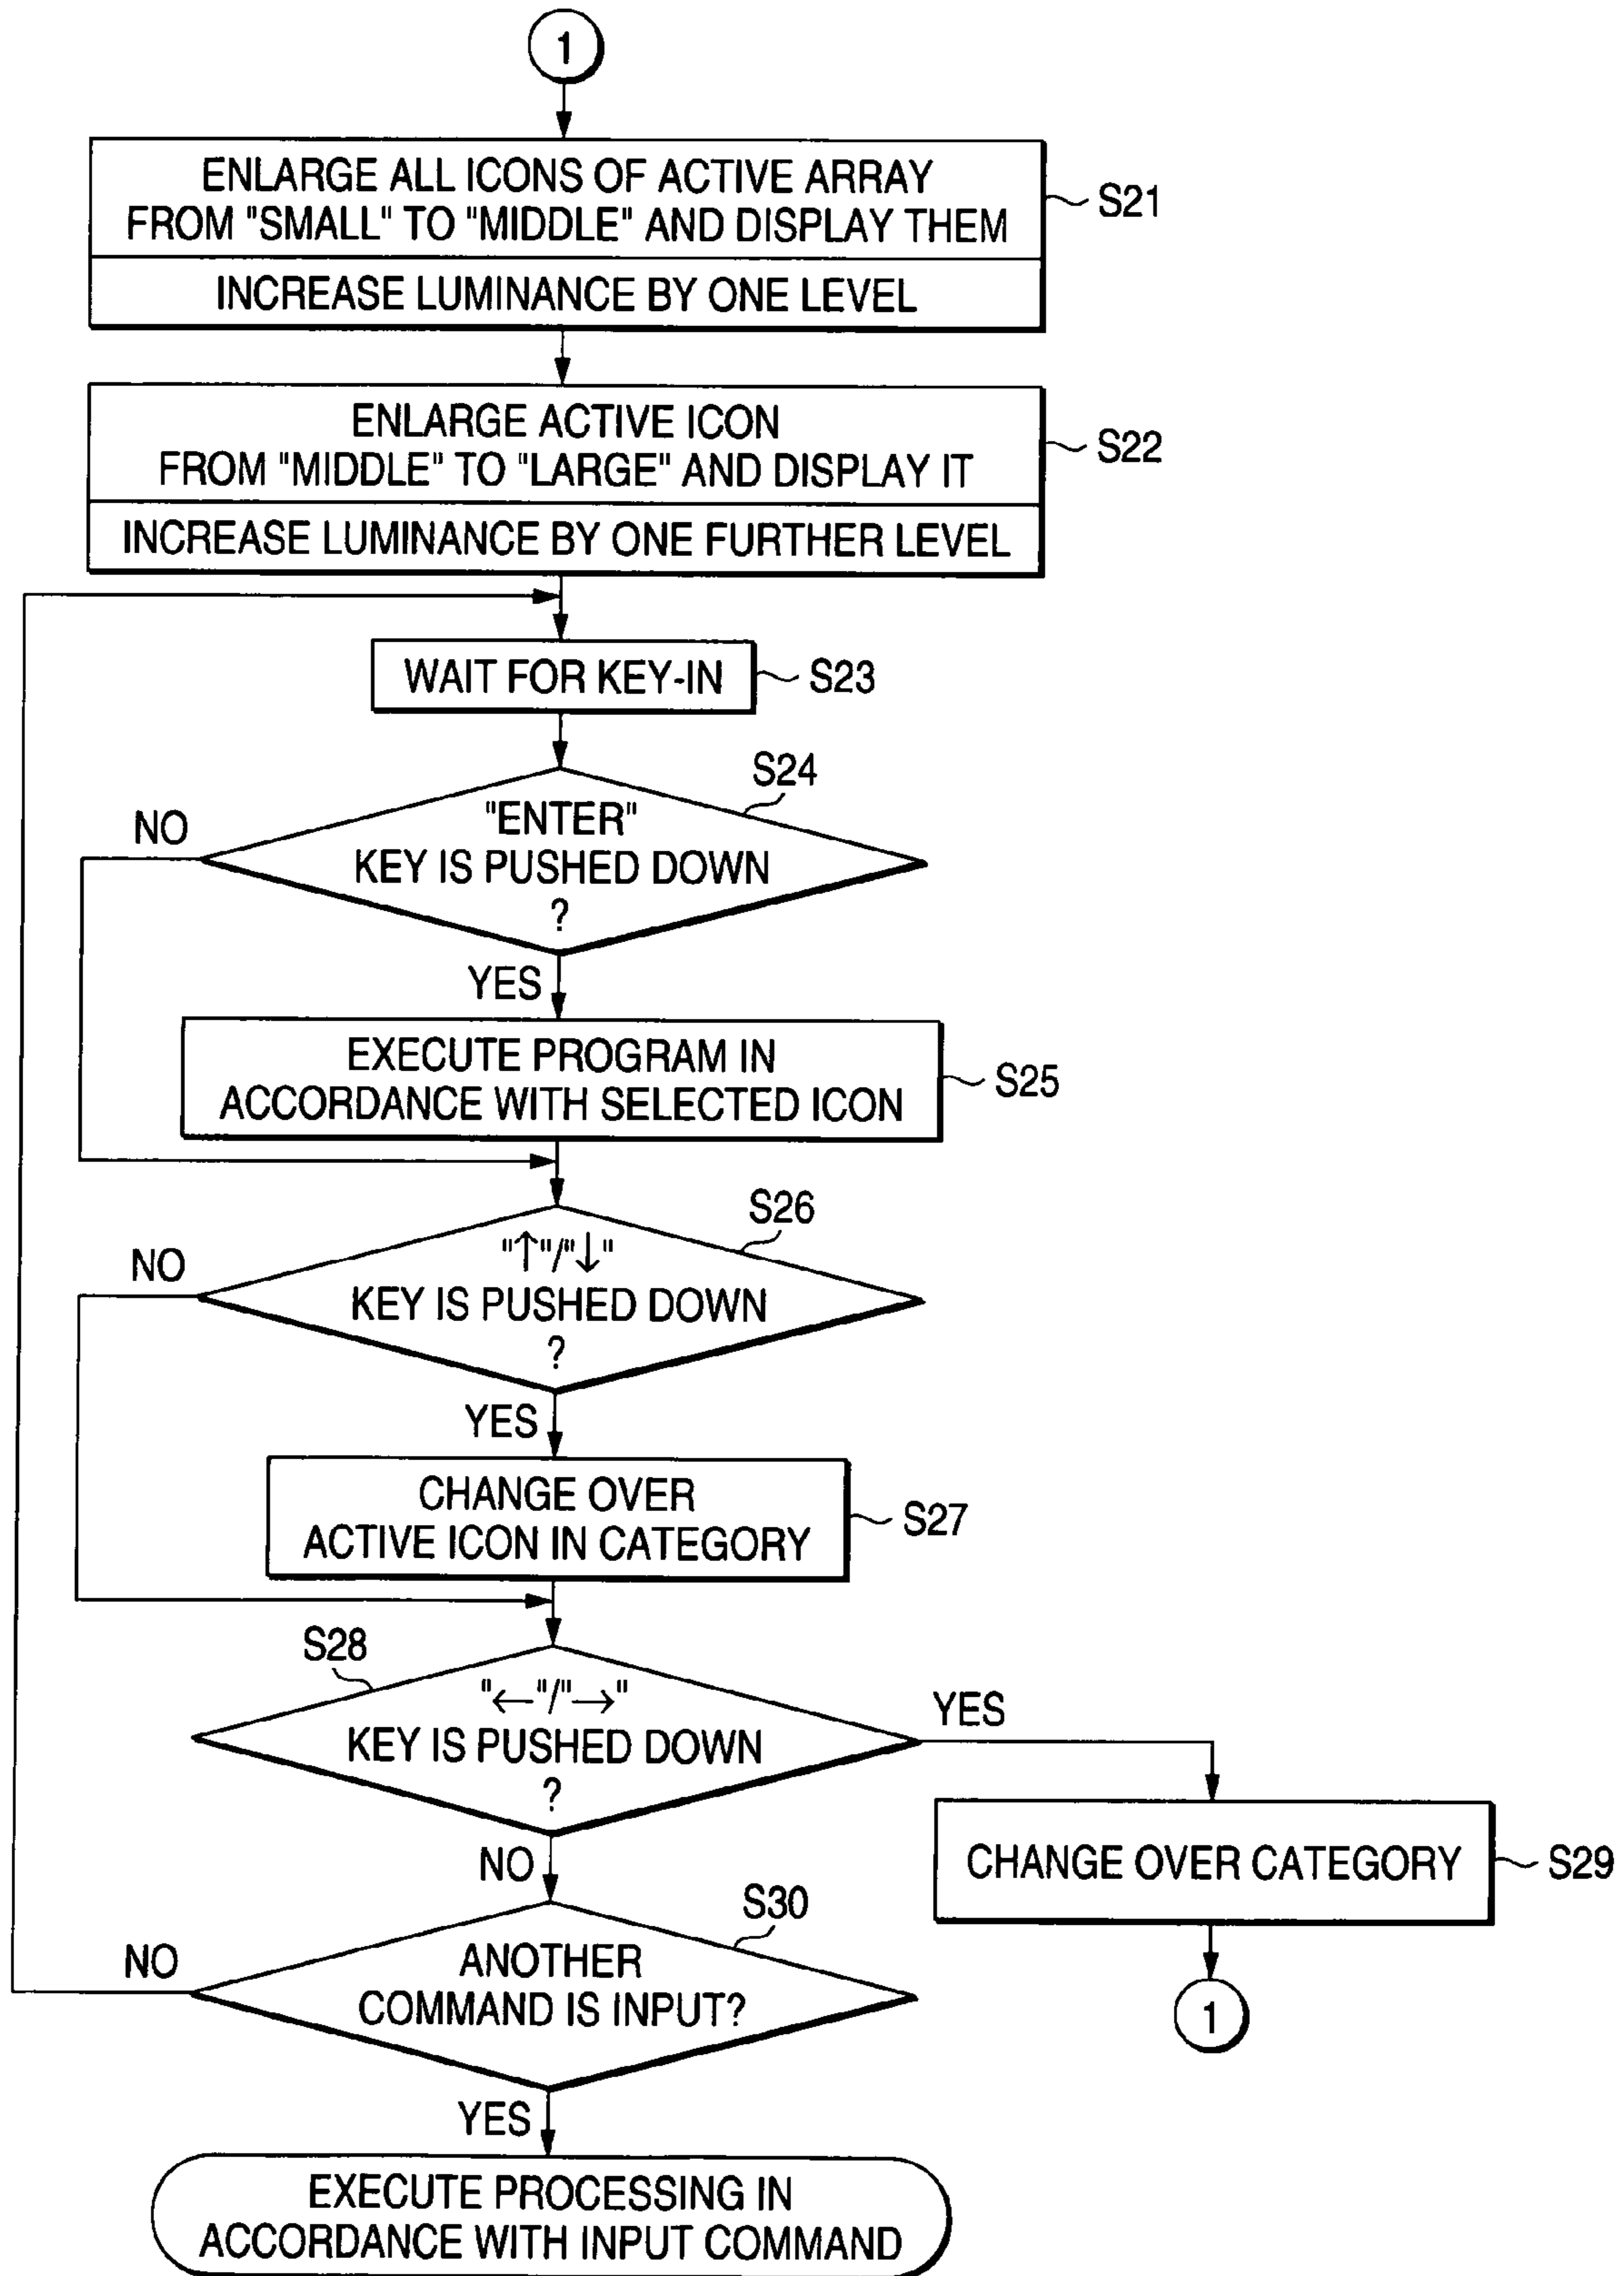 1
ENLARGE ALL ICONS OF ACTIVE ARRAY
FROM "SMALL" TO "MIDDLE" AND DISPLAY THEM
INCREASE LUMINANCE BY ONE LEVEL
S21
ENLARGE ACTIVE ICON
FROM "MIDDLE" TO "LARGE" AND DISPLAY IT
INCREASE LUMINANCE BY ONE FURTHER LEVEL
S22
WAIT FOR KEY-IN
S23
S24
NO
"ENTER"
KEY IS PUSHED DOWN
?
YES
EXECUTE PROGRAM IN
ACCORDANCE WITH SELECTED ICON
S25
S26
NO
"↑"/"↓"
KEY IS PUSHED DOWN
?
YES
CHANGE OVER
ACTIVE ICON IN CATEGORY
S27
S28
"←"/"→"
KEY IS PUSHED DOWN
?
YES
NO
CHANGE OVER CATEGORY
S29
1
S30
NO
ANOTHER
COMMAND IS INPUT?
YES
EXECUTE PROCESSING IN
ACCORDANCE WITH INPUT COMMAND